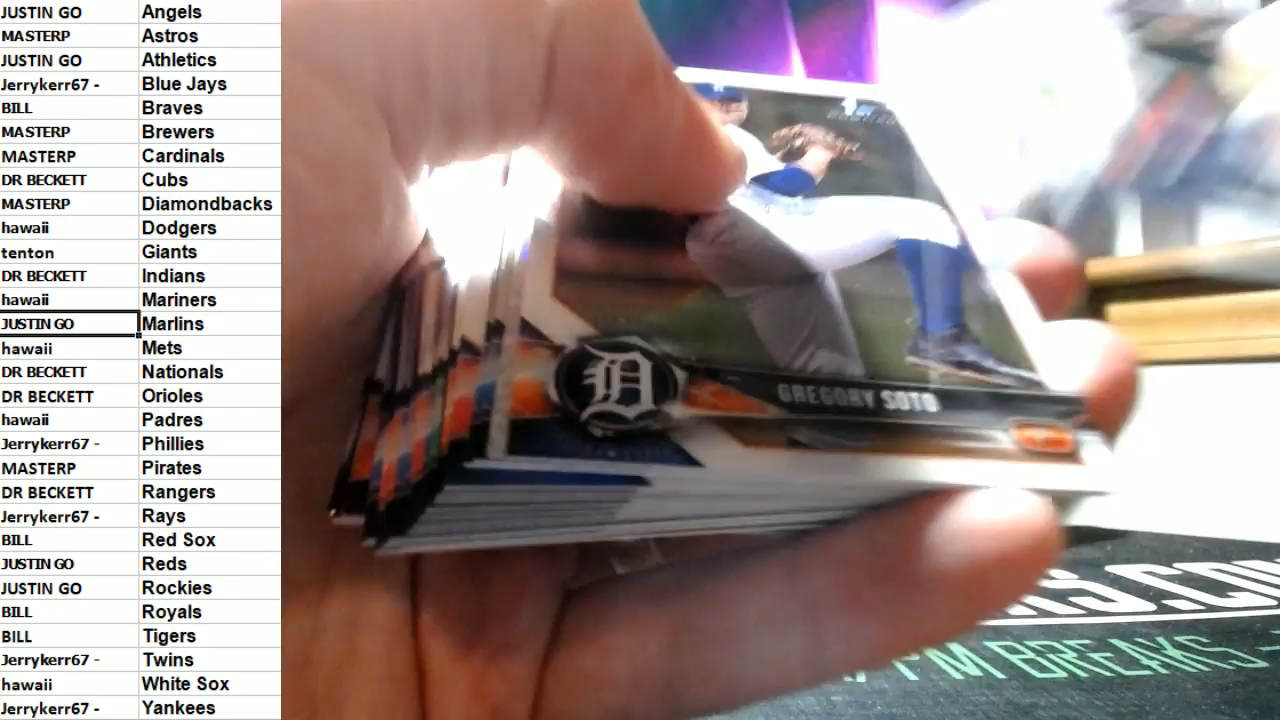 JUSTIN GO Angels
MASTERP Astros
JUSTIN GO Athletics
Jerrykerr67 - Blue Jays
BILL Braves
MASTERP Brewers
MASTERP Cardinals
DR BECKETT Cubs
MASTERP Diamondbacks
hawaii Dodgers
tenton Giants
DR BECKETT Indians
hawaii Mariners
JUSTIN GO Marlins
hawaii Mets
DR BECKETT Nationals
DR BECKETT Orioles
hawaii Padres
Jerrykerr67 - Phillies
MASTERP Pirates
DR BECKETT Rangers
Jerrykerr67 - Rays
BILL Red Sox
JUSTIN GO Reds
JUSTIN GO Rockies
BILL Royals
BILL Tigers
Jerrykerr67 - Twins
hawaii White Sox
Jerrykerr67 - Yankees
D
GREGORY SOTO
BREAKS